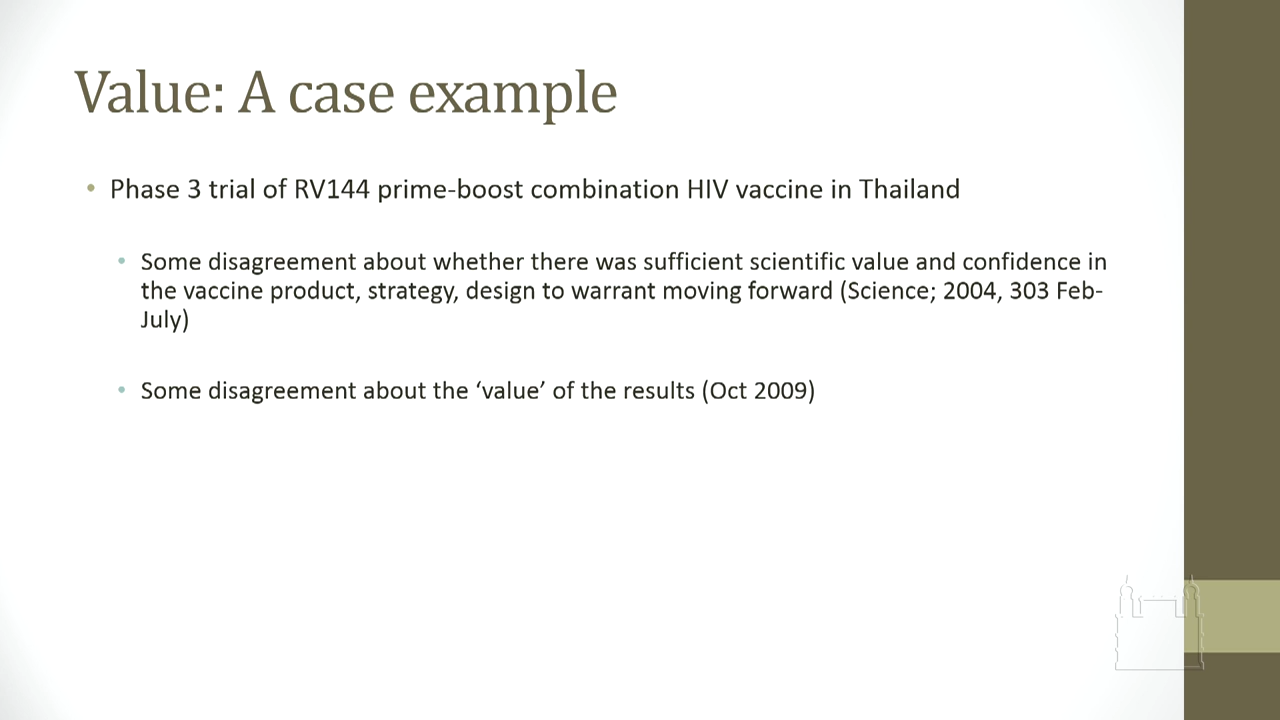 Value: A case example
• Phase 3 trial of RV144 prime-boost combination HIV vaccine in Thailand
• Some disagreement about whether there was sufficient scientific value and confidence in
the vaccine product, strategy, design to warrant moving forward (Science; 2004, 303 Feb-
July)
• Some disagreement about the ‘value’ of the results (Oct 2009)